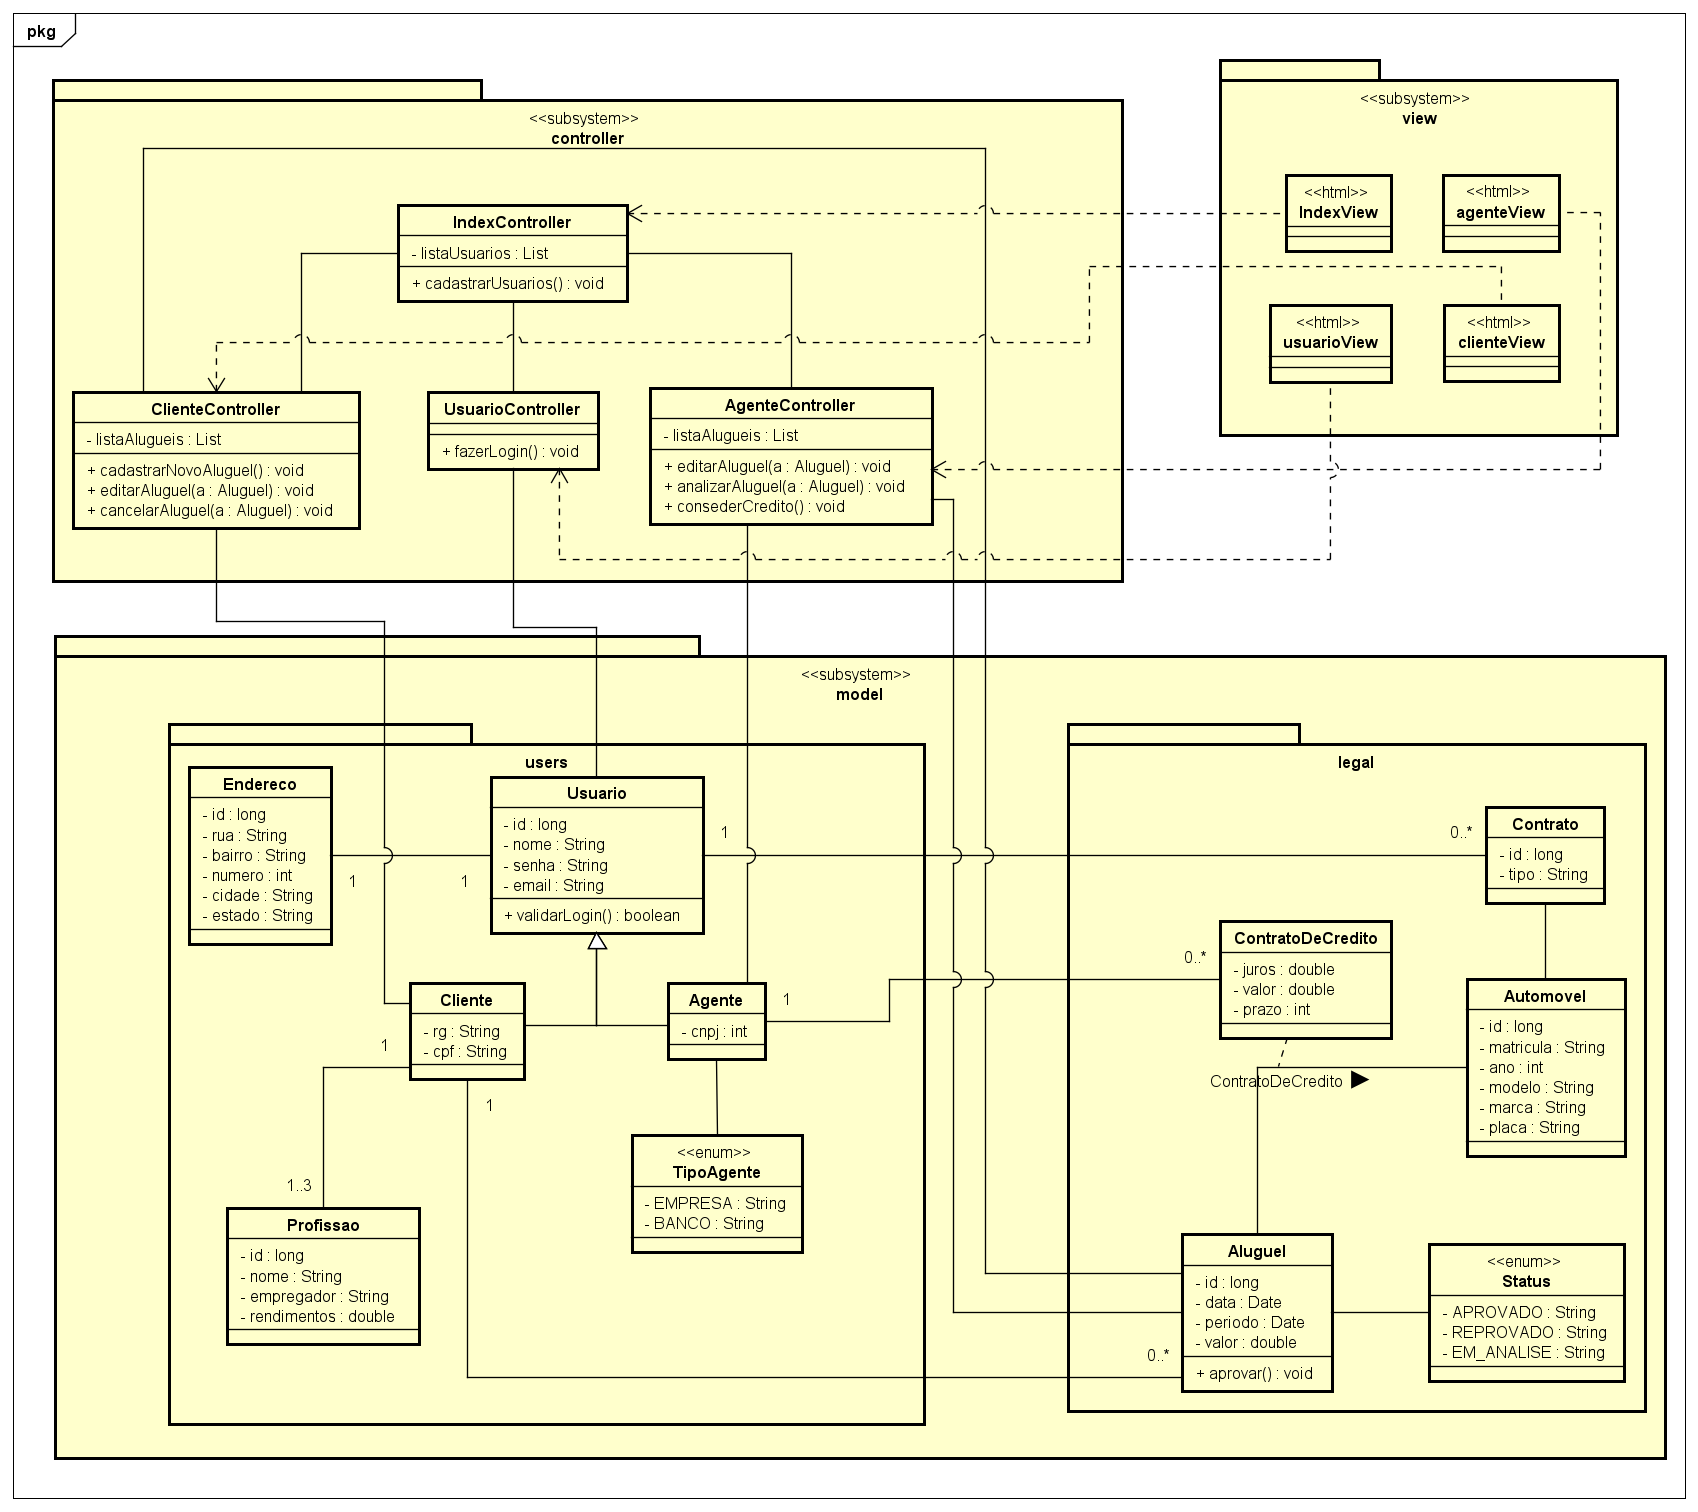 pkg
<<subsystem>>
controller
IndexController
- listaUsuarios : List
+ cadastrarUsuarios() : void
ClienteController
- listaAlugueis : List
+ cadastrarNovoAluguel() : void
+ editarAluguel(a : Aluguel) : void
+ cancelarAluguel(a : Aluguel) : void
UsuarioController
+ fazerLogin() : void
AgenteController
- listaAlugueis : List
+ editarAluguel(a : Aluguel) : void
+ analizarAluguel(a : Aluguel) : void
+ consederCredito() : void
<<subsystem>>
view
<<html>>
IndexView
<<html>>
agenteView
<<html>>
usuarioView
<<html>>
clienteView
<<subsystem>>
model
users
Endereco
- id : long
- rua : String
- bairro : String
- numero : int
- cidade : String
- estado : String
1
1
Usuario
- id : long
- nome : String
- senha : String
- email : String
+ validarLogin() : boolean
1
0..*
Cliente
- rg : String
- cpf : String
1
1
1..3
Agente
- cnpj : int
1
0..*
<<enum>>
TipoAgente
- EMPRESA : String
- BANCO : String
Profissao
- id : long
- nome : String
- empregador : String
- rendimentos : double
legal
Contrato
- id : long
- tipo : String
ContratoDeCredito
- juros : double
- valor : double
- prazo : int
ContratoDeCredito
Automovel
- id : long
- matricula : String
- ano : int
- modelo : String
- marca : String
- placa : String
Aluguel
- id : long
- data : Date
- periodo : Date
- valor : double
+ aprovar() : void
0..*
<<enum>>
Status
- APROVADO : String
- REPROVADO : String
- EM_ANALISE : String